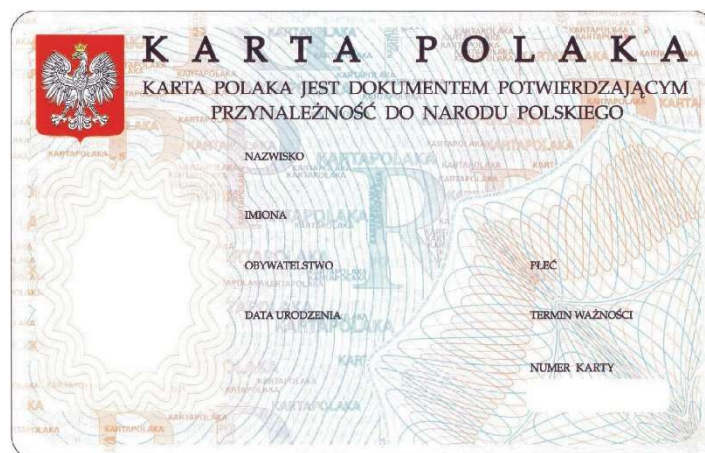 KARTA POLAKA
KARTA POLAKA JEST DOKUMENTEM POTWIERDZAJĄCYM
PRZYNALEŻNOŚĆ DO NARODU POLSKIEGO
NAZWISKO
IMIONA
OBYWATELSTWO
PŁEĆ
DATA URODZENIA
TERMIN WAŻNOŚCI
NUMER KARTY